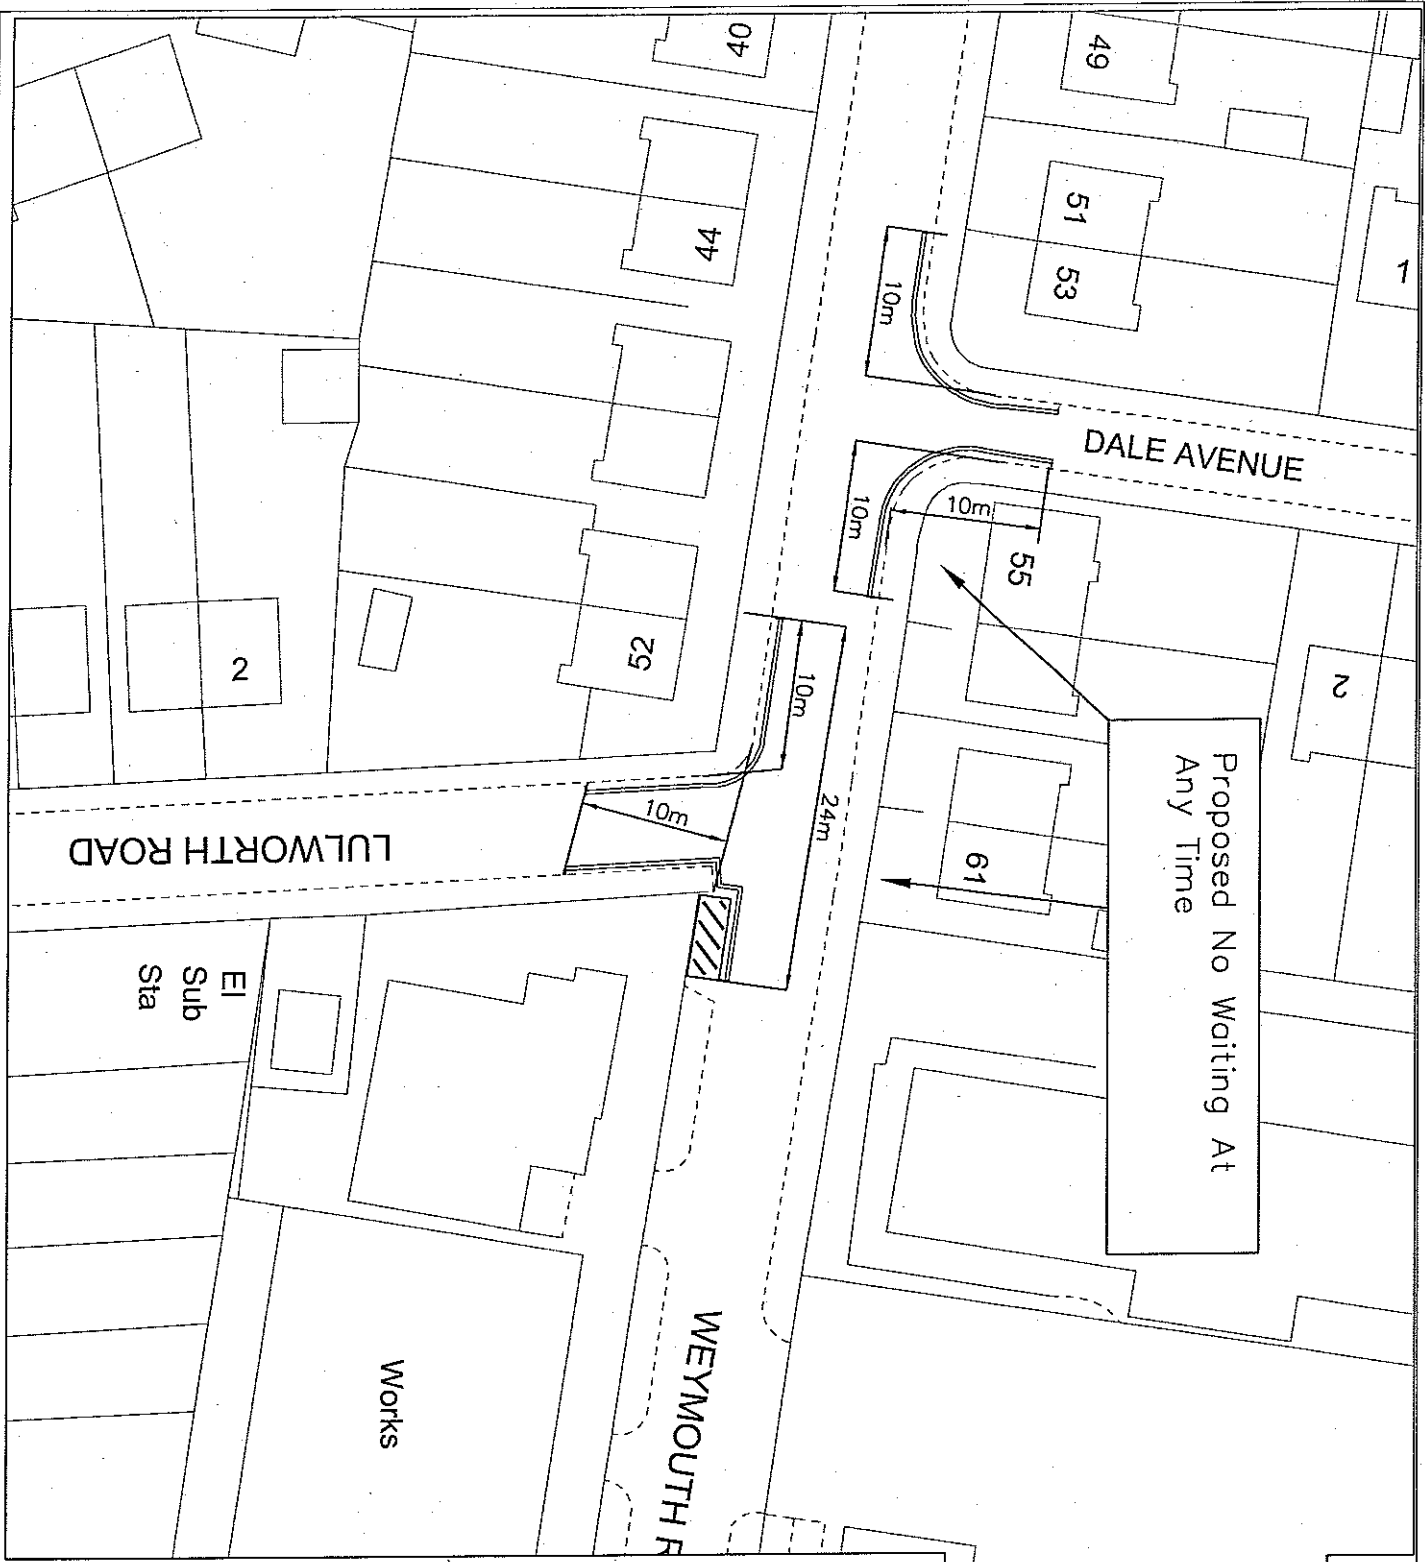 40
49
44
51
53
1
10m
DALE AVENUE
10m
10m
55
52
2
2
10m
24m
10m
Proposed No Waiting At
Any Time
61
LULWORTH ROAD
El
Sub
Sta
Works
WEYMOUTH R